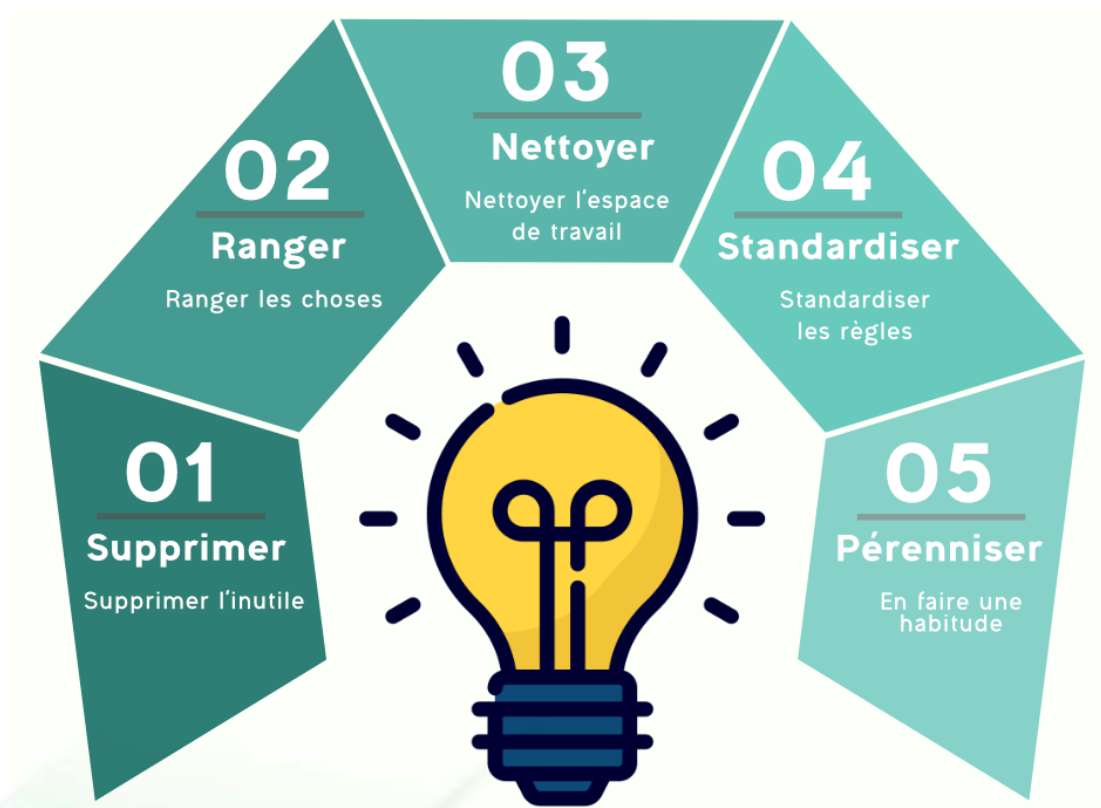 01
Supprimer
Supprimer l'inutile
02
Ranger
Ranger les choses
03
Nettoyer
Nettoyer l'espace
de travail
04
Standardiser
Standardiser
les règles
05
Pérenniser
En faire une
habitude